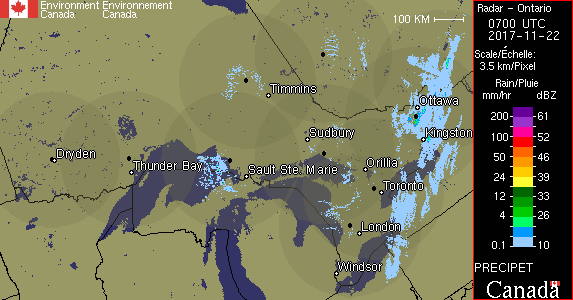 Environment Environnement
Canada Canada
100 KM
Timmins
Ottawa
Sudbury
Kingston
Dryden
Thunder Bay
Sault Ste. Marie
Orillia
Toronto
London
Windsor
Radar - Ontario
0700 UTC
2017-11-22
Scale/Échelle:
3.5 km/Pixel
Rain/Pluie
mm/hr dBZ
200 61
100 52
50 46
24 39
12 33
4 26
0.1 10
PRECIPET
Canada